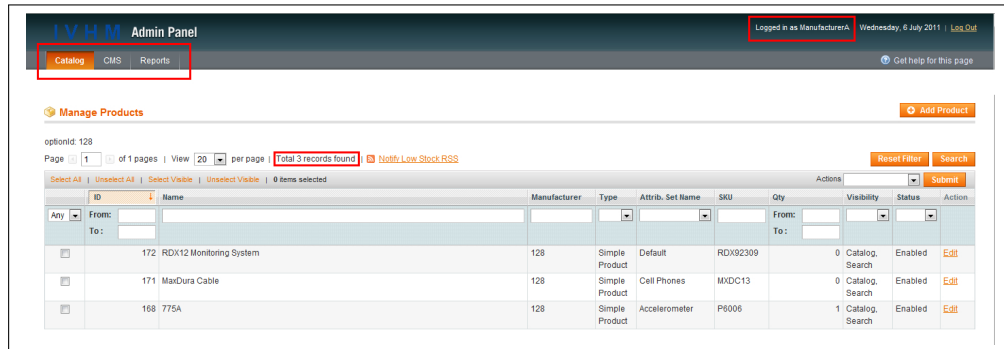 IVHM Admin Panel
Logged in as ManufacturerA Wednesday, 6 July 2011 | Log Out
Catalog CMS Reports
Get help for this page
Manage Products
Add Product
optionId: 128
Page 1 of 1 pages | View 20 per page | Total 3 records found | Notify Low Stock RSS
Reset Filter Search
Select All | Unselect All | Select Visible | Unselect Visible | 0 items selected
Actions Submit
ID Name Manufacturer Type Attrib. Set Name SKU Qty Visibility Status Action
Any From: From:
To : To :
172 RDX12 Monitoring System 128 Simple Product Default RDX92309 0 Catalog, Search Enabled Edit
171 MaxDura Cable 128 Simple Product Cell Phones MXDC13 0 Catalog, Search Enabled Edit
168 775A 128 Simple Product Accelerometer P6006 1 Catalog, Search Enabled Edit